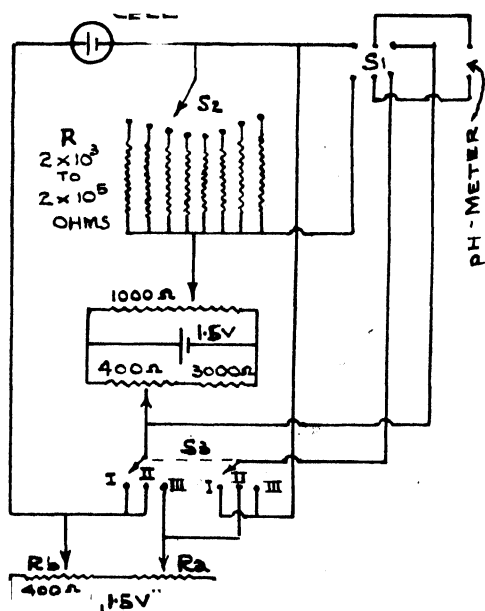 S1
S2
R
2 x 10³
TO
2 x 10⁵
OHMS
PH-METER
1000Ω
1.5V
400Ω 3000Ω
S3
I II III I II III
Rb Ra
400Ω
"1.5V"